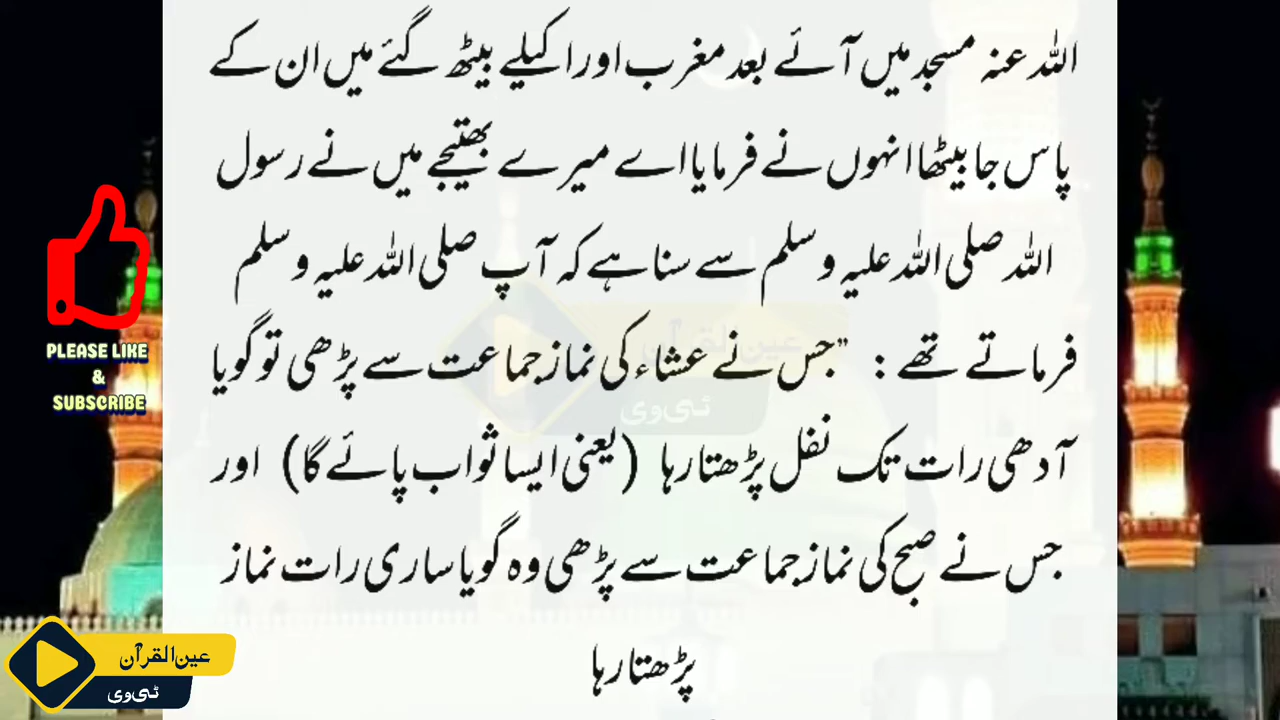 اللہ عنہ مسجد میں آئے بعد مغرب اور اکیلے بیٹھ گئے میں ان کے
پاس جا بیٹھا انہوں نے فرمایا اے میرے بھتیجے میں نے رسول
اللہ صلی اللہ علیہ وسلم سے سنا ہے کہ آپ صلی اللہ علیہ وسلم
فرماتے تھے : ”جس نے عشاء کی نماز جماعت سے پڑھی تو گویا
آدھی رات تک نفل پڑھتا رہا (یعنی ایسا ثواب پائے گا) اور
جس نے صبح کی نماز جماعت سے پڑھی وہ گویا ساری رات نماز
پڑھتا رہا
PLEASE LIKE
&
SUBSCRIBE
عین القرآن
ٹی وی
عین القرآن
ٹی وی